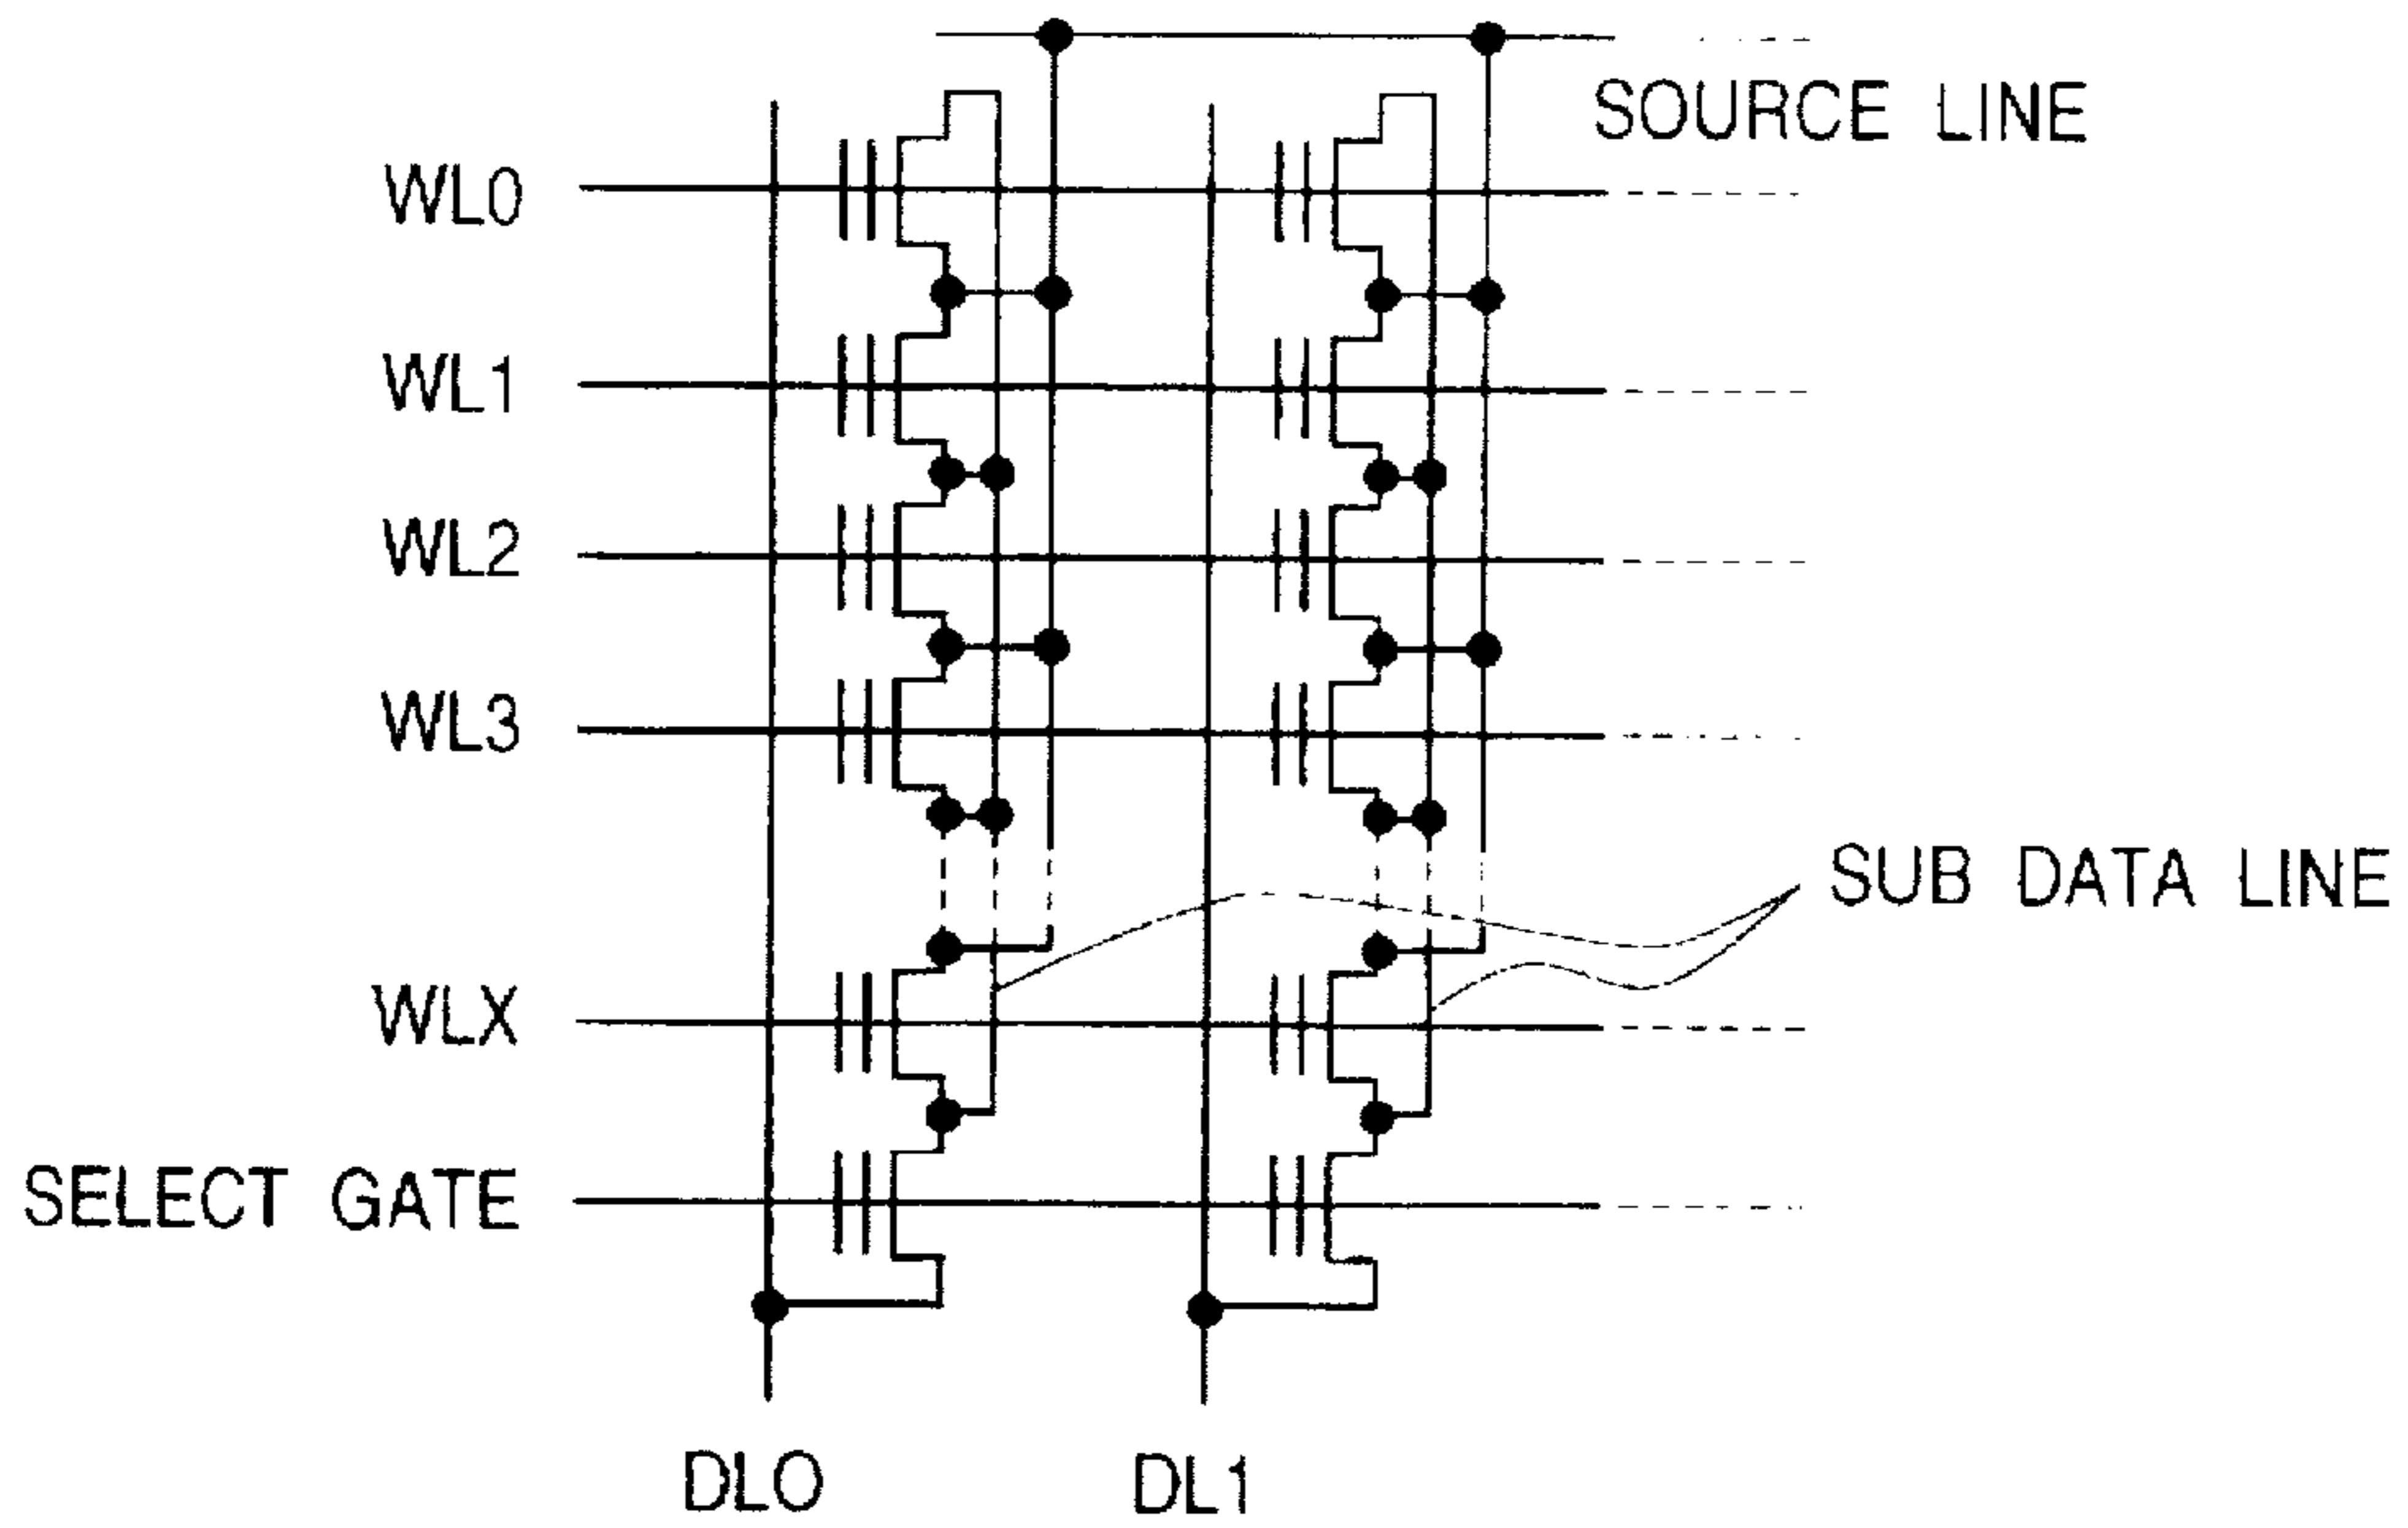 SOURCE LINE
WL0
WL1
WL2
WL3
SUB DATA LINE
WLX
SELECT GATE
DL0
DL1